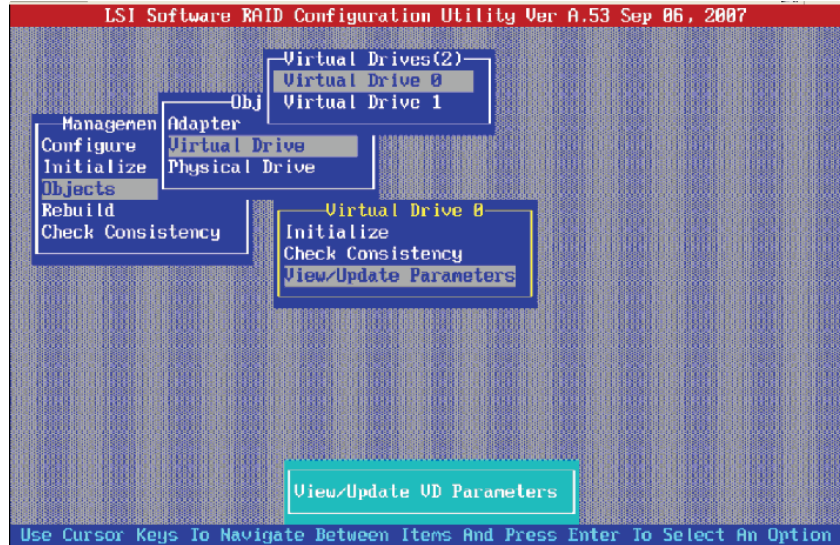 LSI Software RAID Configuration Utility Ver A.53 Sep 06, 2007
Virtual Drives(2)
Virtual Drive 0
Virtual Drive 1
Obj
Adapter
Virtual Drive
Physical Drive
Managemen
Configure
Initialize
Objects
Rebuild
Check Consistency
Virtual Drive 0
Initialize
Check Consistency
View/Update Parameters
View/Update VD Parameters
Use Cursor Keys To Navigate Between Items And Press Enter To Select An Option